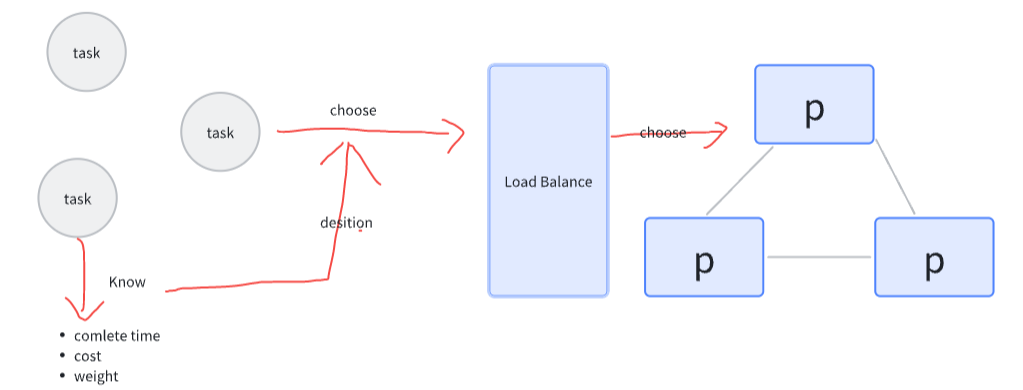 task
task
choose
Load Balance
choose
p
task
desition
p
p
Know
• comlete time
• cost
• weight